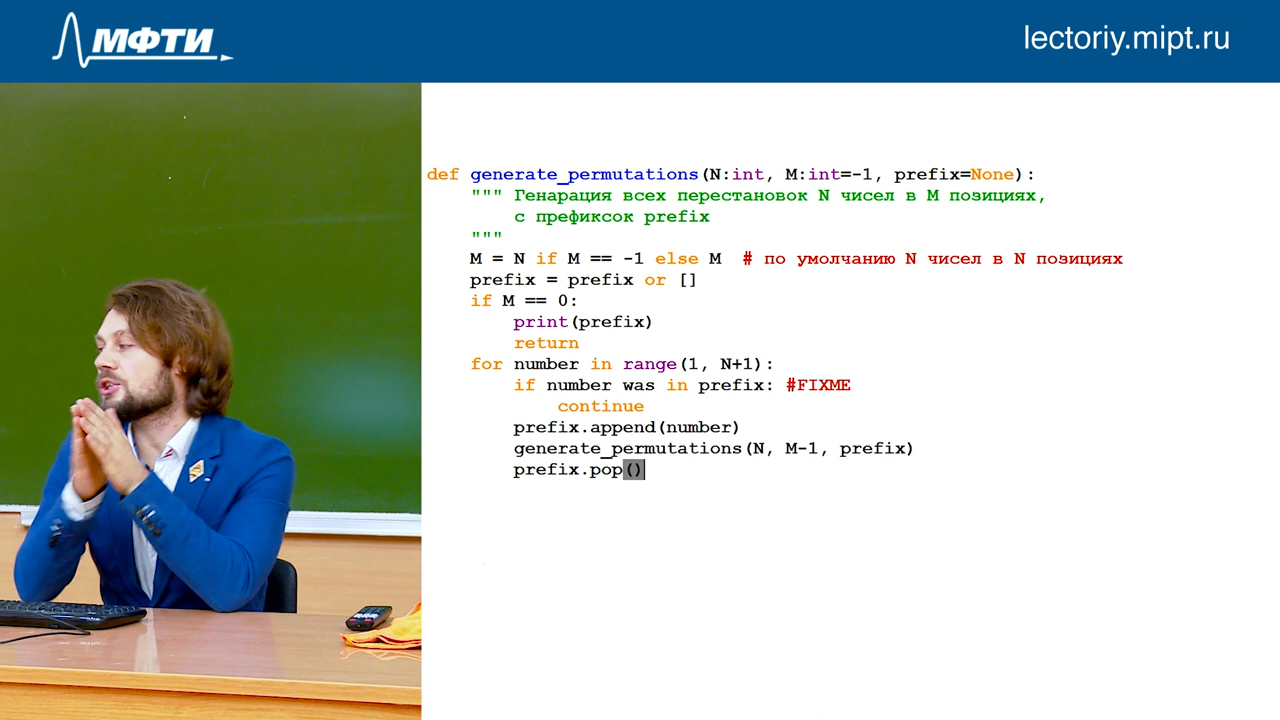 МФТИ
lectoriy.mipt.ru
def generate_permutations(N:int, M:int=-1, prefix=None):
""" Генарация всех перестановок N чисел в M позициях,
с префиксок prefix
"""
M = N if M == -1 else M # по умолчанию N чисел в N позициях
prefix = prefix or []
if M == 0:
print(prefix)
return
for number in range(1, N+1):
if number was in prefix: #FIXME
continue
prefix.append(number)
generate_permutations(N, M-1, prefix)
prefix.pop()